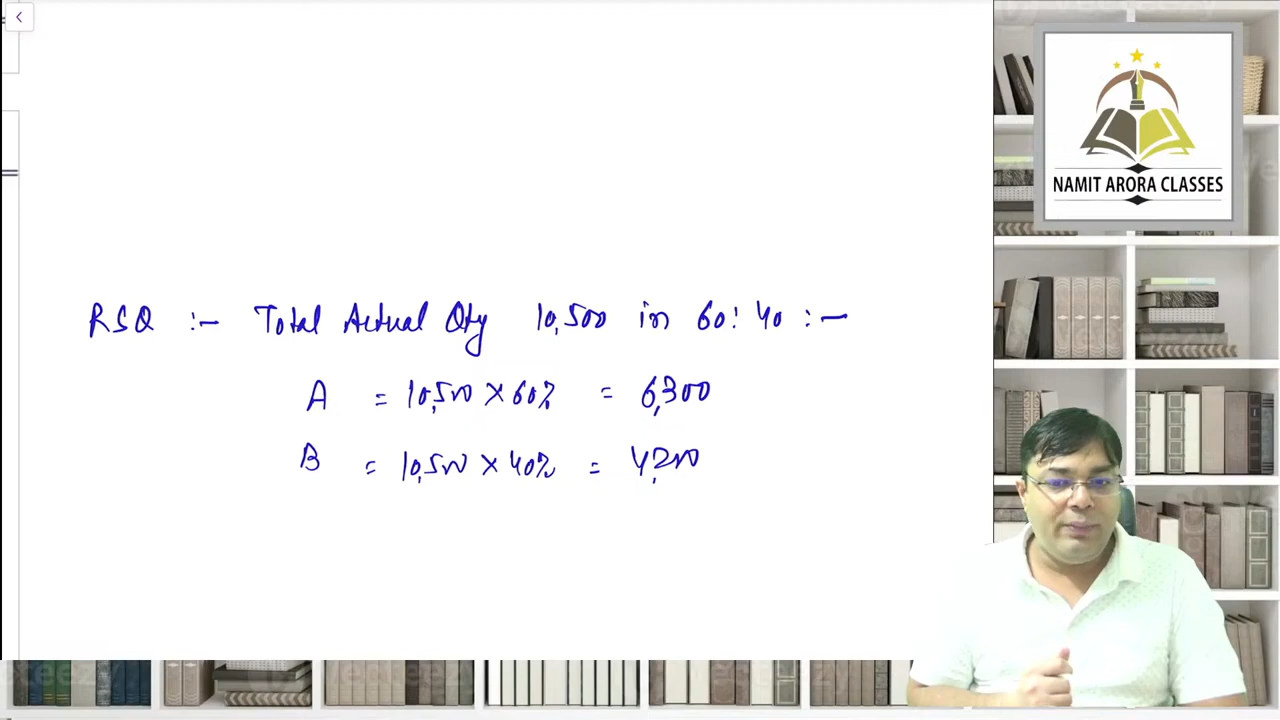 NAMIT ARORA CLASSES
RSQ :- Total Actual Qty 10,500 in 60:40 :-
A = 10,500 × 60% = 6,300
B = 10,500 × 40% = 4,200